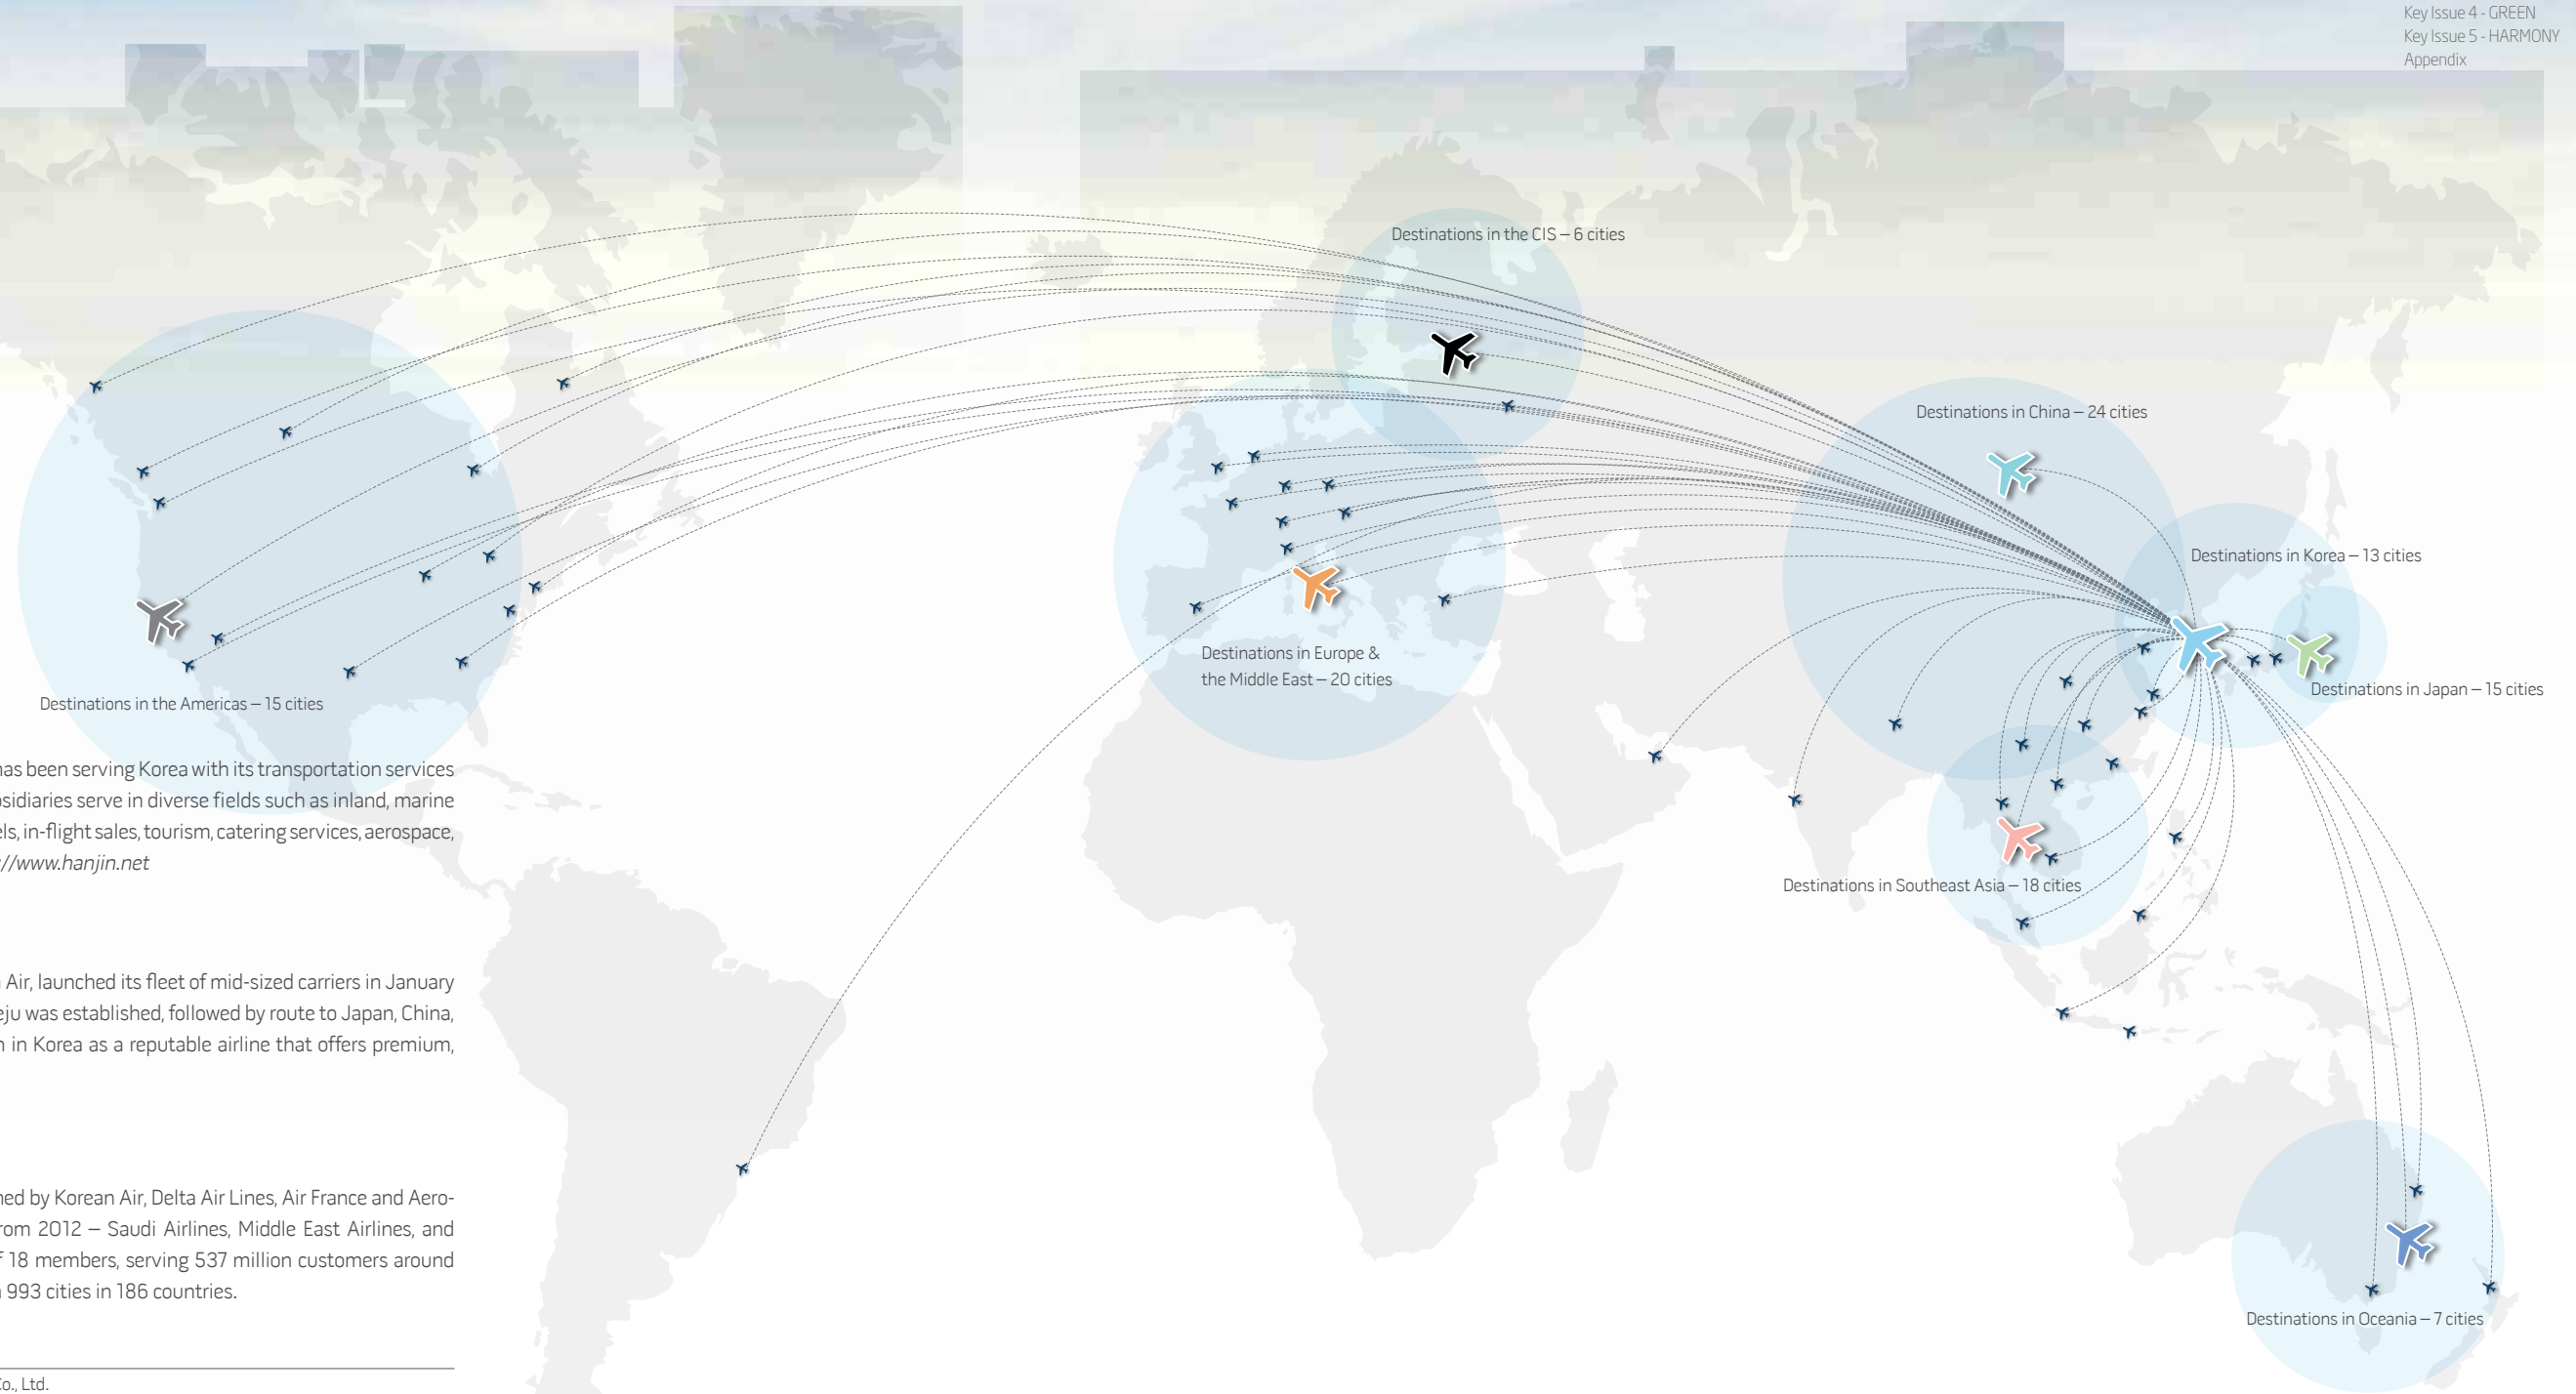 Key Issue 4 - GREEN
Key Issue 5 - HARMONY
Appendix
Destinations in the CIS – 6 cities
Destinations in China – 24 cities
Destinations in Korea – 13 cities
Destinations in Europe &
the Middle East – 20 cities
Destinations in Japan – 15 cities
Destinations in the Americas – 15 cities
Destinations in Southeast Asia – 18 cities
Destinations in Oceania – 7 cities
has been serving Korea with its transportation services
sidiaries serve in diverse fields such as inland, marine
els, in-flight sales, tourism, catering services, aerospace,
//www.hanjin.net
Air, launched its fleet of mid-sized carriers in January
eju was established, followed by route to Japan, China,
in Korea as a reputable airline that offers premium,
ned by Korean Air, Delta Air Lines, Air France and Aero-
from 2012 – Saudi Airlines, Middle East Airlines, and
f 18 members, serving 537 million customers around
993 cities in 186 countries.
Co., Ltd.